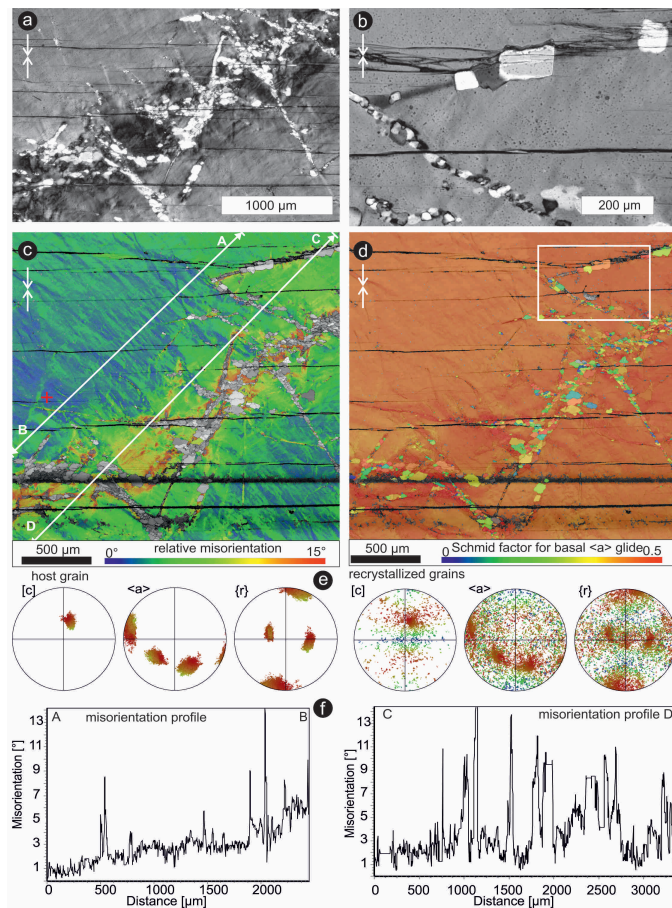 a
b
1000 µm
200 µm
c
d
A
C
B
D
500 µm
0°
relative misorientation
15°
500 µm
0
Schmid factor for basal <a> glide
0.5
e
host grain
[c]
<a>
{r}
recrystallized grains
[c]
<a>
{r}
f
A
misorientation profile
B
Misorientation [°]
13
11
9
7
5
3
1
0
500
1000
1500
2000
Distance [µm]
C
misorientation profile D
Misorientation [°]
13
11
9
7
5
3
1
0
500
1000
1500
2000
2500
3000
Distance [µm]